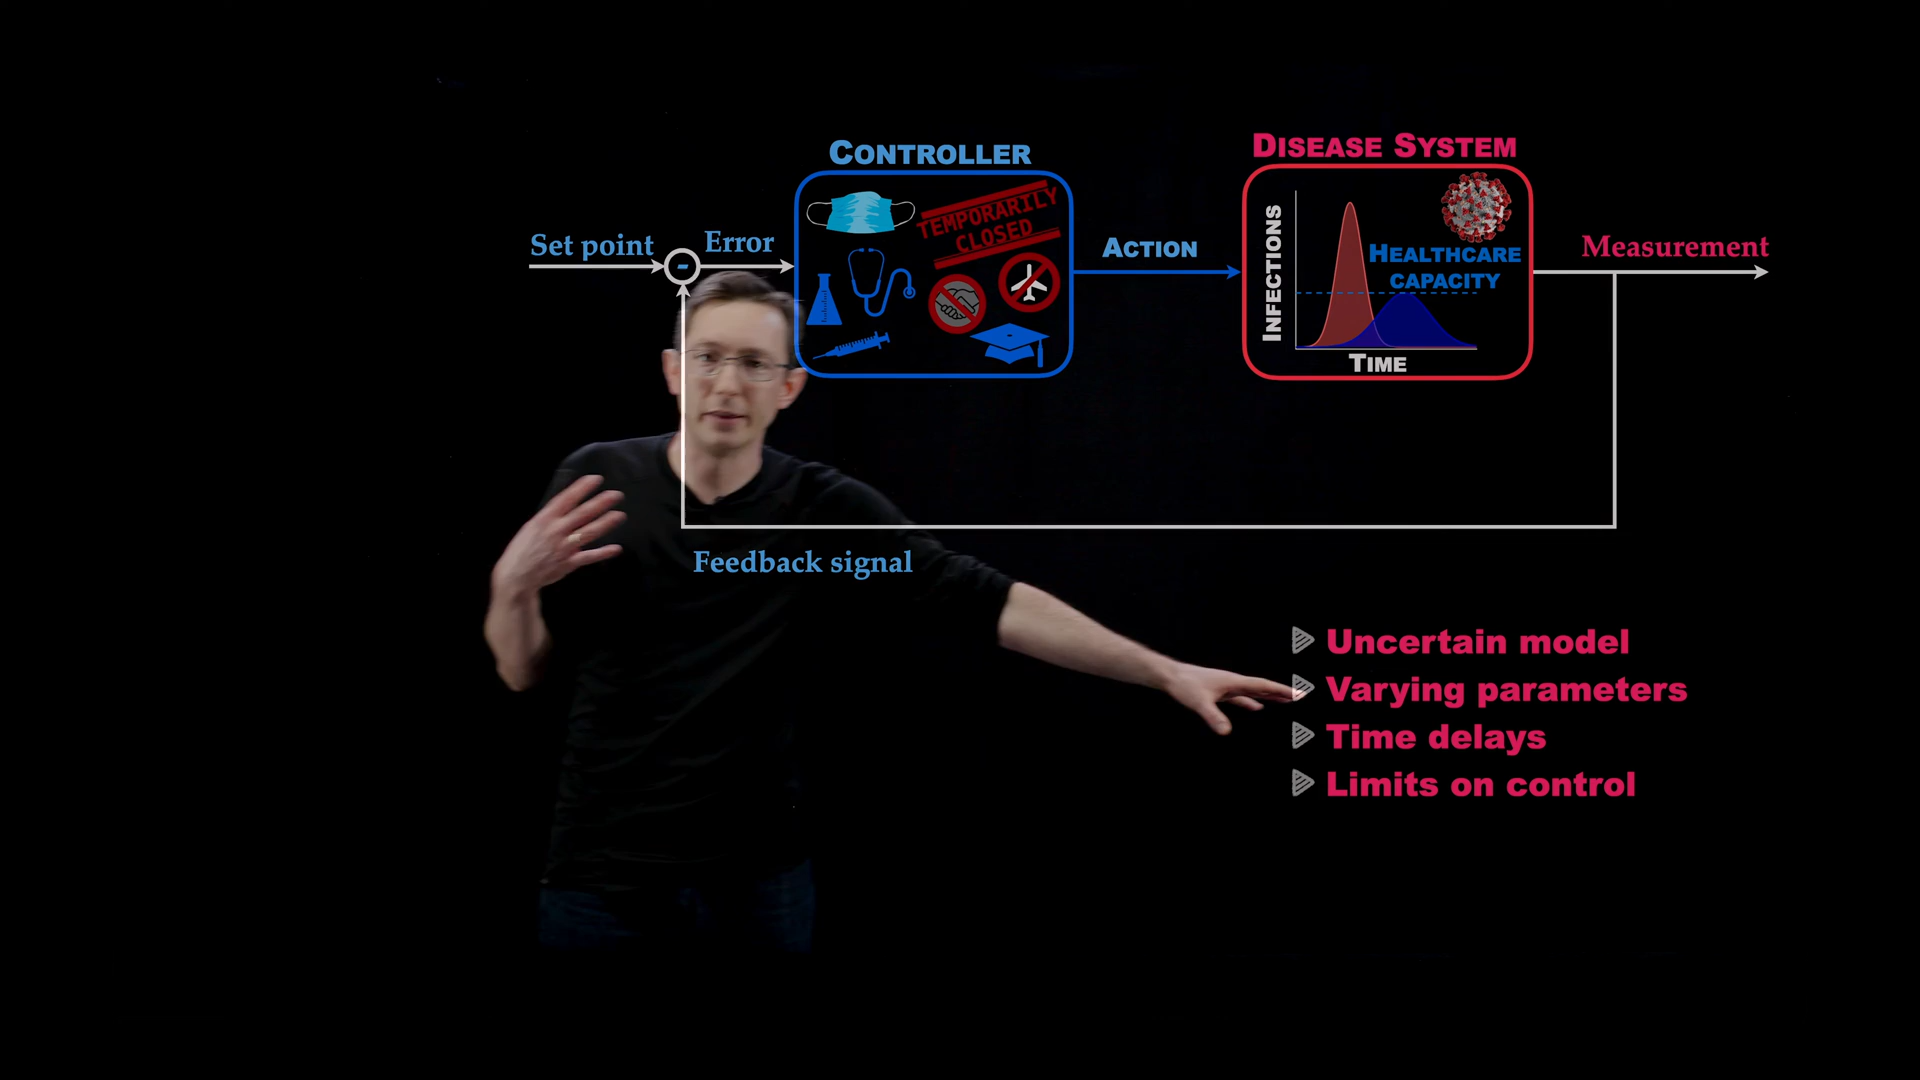 CONTROLLER
DISEASE SYSTEM
Set point
-
Error
TEMPORARILY
CLOSED
ACTION
INFECTIONS
HEALTHCARE
CAPACITY
TIME
Measurement
Feedback signal
Uncertain model
Varying parameters
Time delays
Limits on control